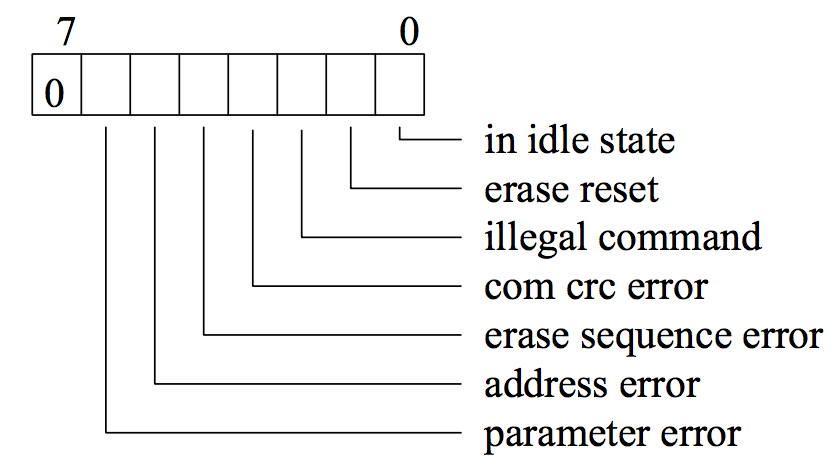 7 0
0
in idle state
erase reset
illegal command
com crc error
erase sequence error
address error
parameter error